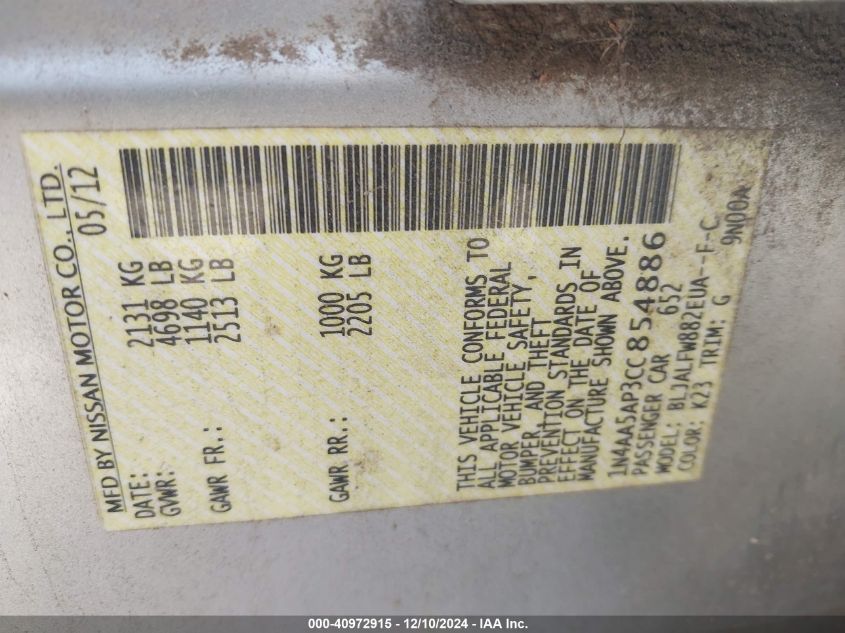 MFD BY NISSAN MOTOR CO., LTD.
DATE: 05/12
GVWR: 2131 KG
4698 LB
GAWR FR.: 1140 KG
2513 LB
GAWR RR.: 1000 KG
2205 LB
THIS VEHICLE CONFORMS TO
ALL APPLICABLE FEDERAL
MOTOR VEHICLE SAFETY,
BUMPER, AND THEFT
PREVENTION STANDARDS IN
EFFECT ON THE DATE OF
MANUFACTURE SHOWN ABOVE.
1N4AA5AP3CC854886
PASSENGER CAR 652
MODEL: BLJALFW882EUA--F-C
COLOR: K23 TRIM: G 9N00A
000-40972915 - 12/10/2024 - IAA Inc.